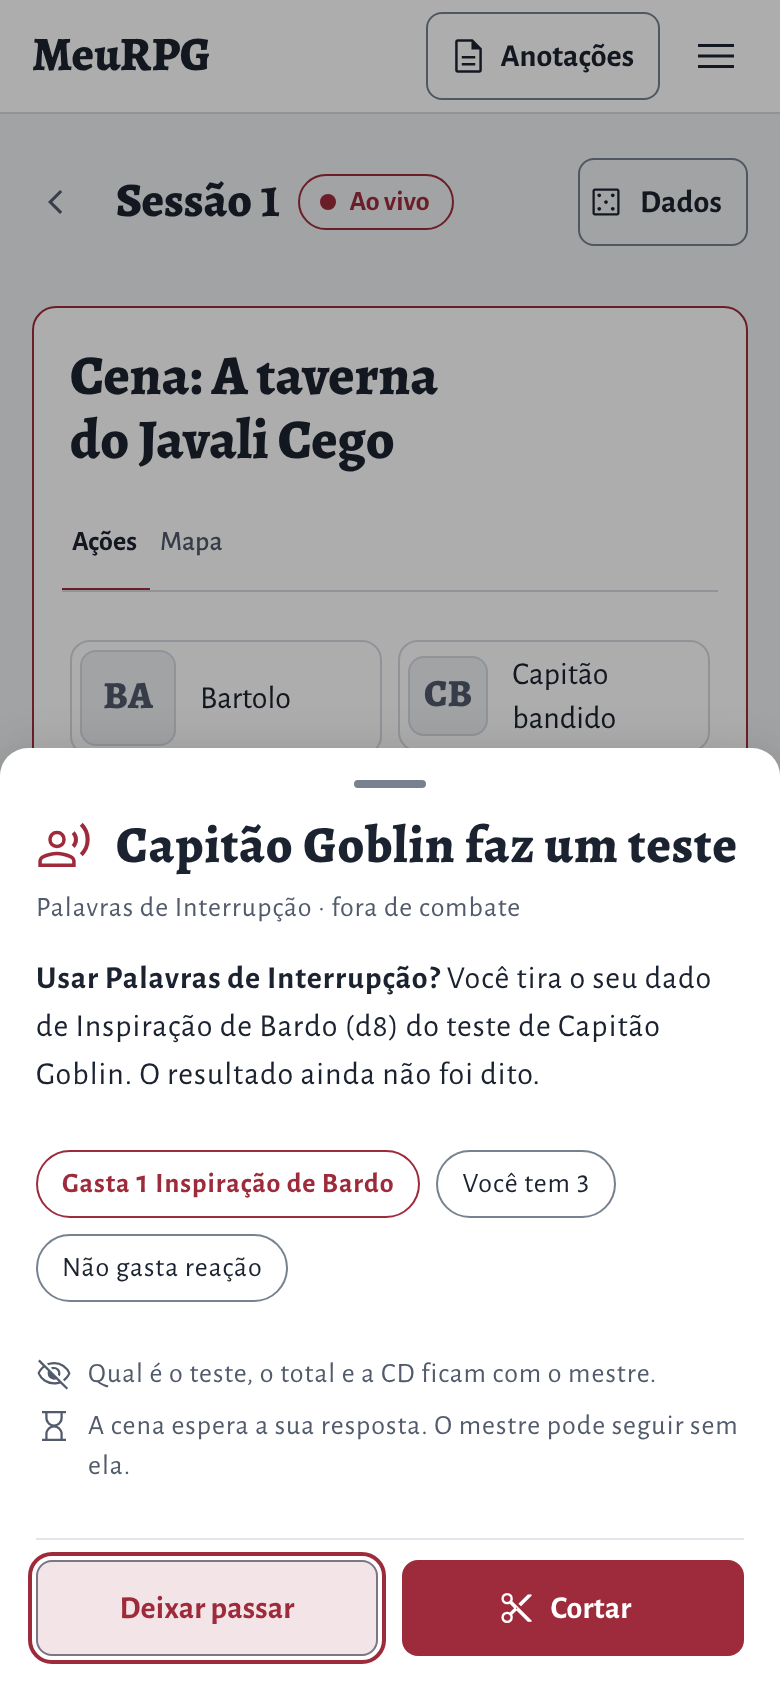 MeuRPG
Anotações
Sessão 1
Ao vivo
Dados
Cena: A taverna
do Javali Cego
Ações
Mapa
BA
Bartolo
CB
Capitão
bandido
Capitão Goblin faz um teste
Palavras de Interrupção · fora de combate
Usar Palavras de Interrupção? Você tira o seu dado
de Inspiração de Bardo (d8) do teste de Capitão
Goblin. O resultado ainda não foi dito.
Gasta 1 Inspiração de Bardo
Você tem 3
Não gasta reação
Qual é o teste, o total e a CD ficam com o mestre.
A cena espera a sua resposta. O mestre pode seguir sem
ela.
Deixar passar
Cortar